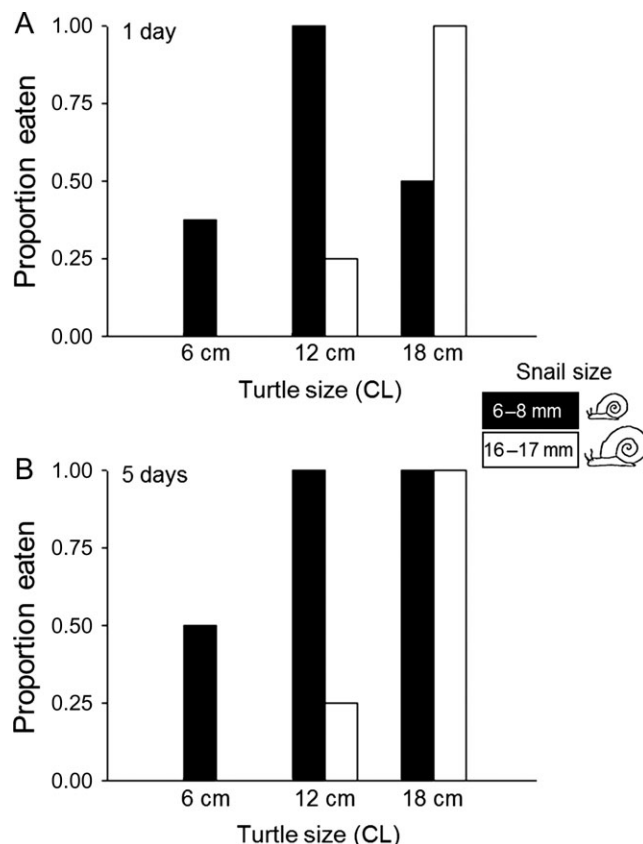 A
1 day
Proportion eaten
1.00
0.75
0.50
0.25
0.00
6 cm 12 cm 18 cm
Turtle size (CL)
Snail size
6–8 mm
16–17 mm
B
5 days
Proportion eaten
1.00
0.75
0.50
0.25
0.00
6 cm 12 cm 18 cm
Turtle size (CL)